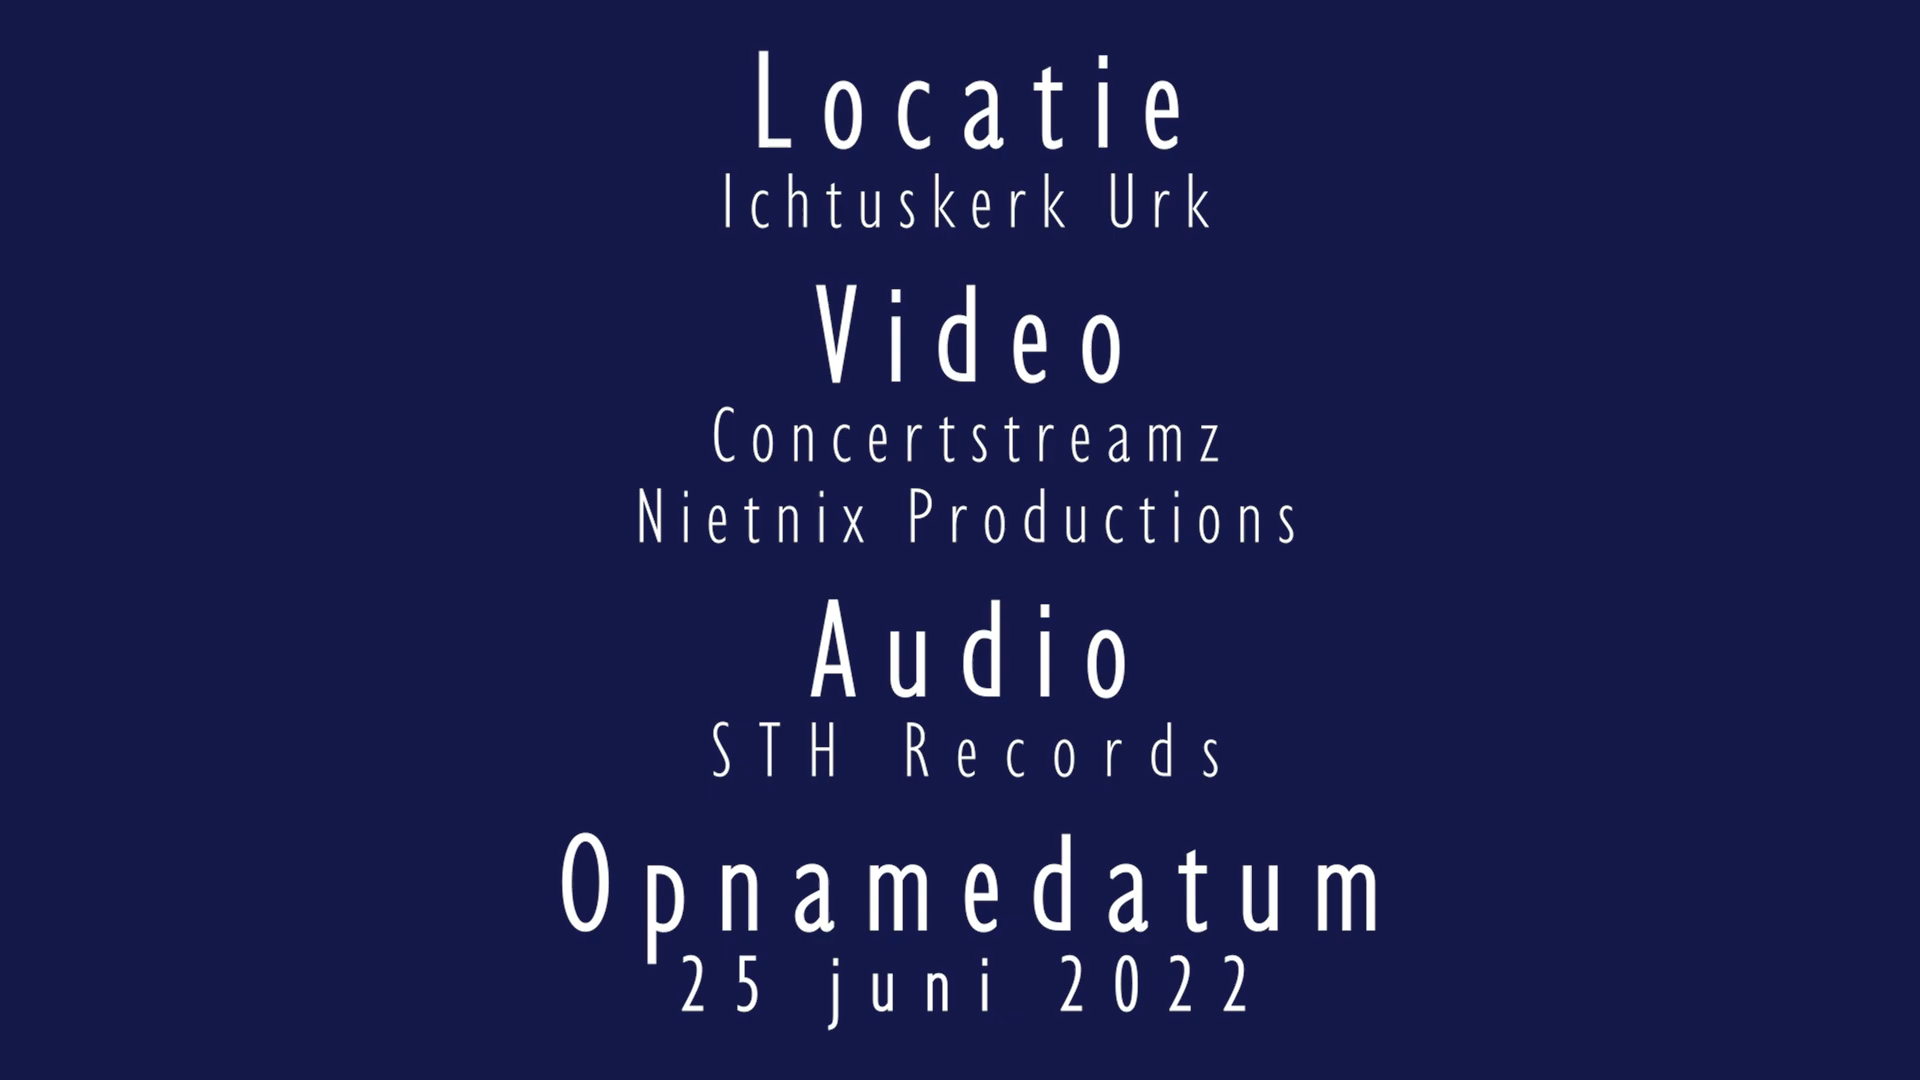 Locatie
Ichtuskerk Urk
Video
Concertstreamz
Nietnix Productions
Audio
STH Records
Opnamedatum
25 juni 2022